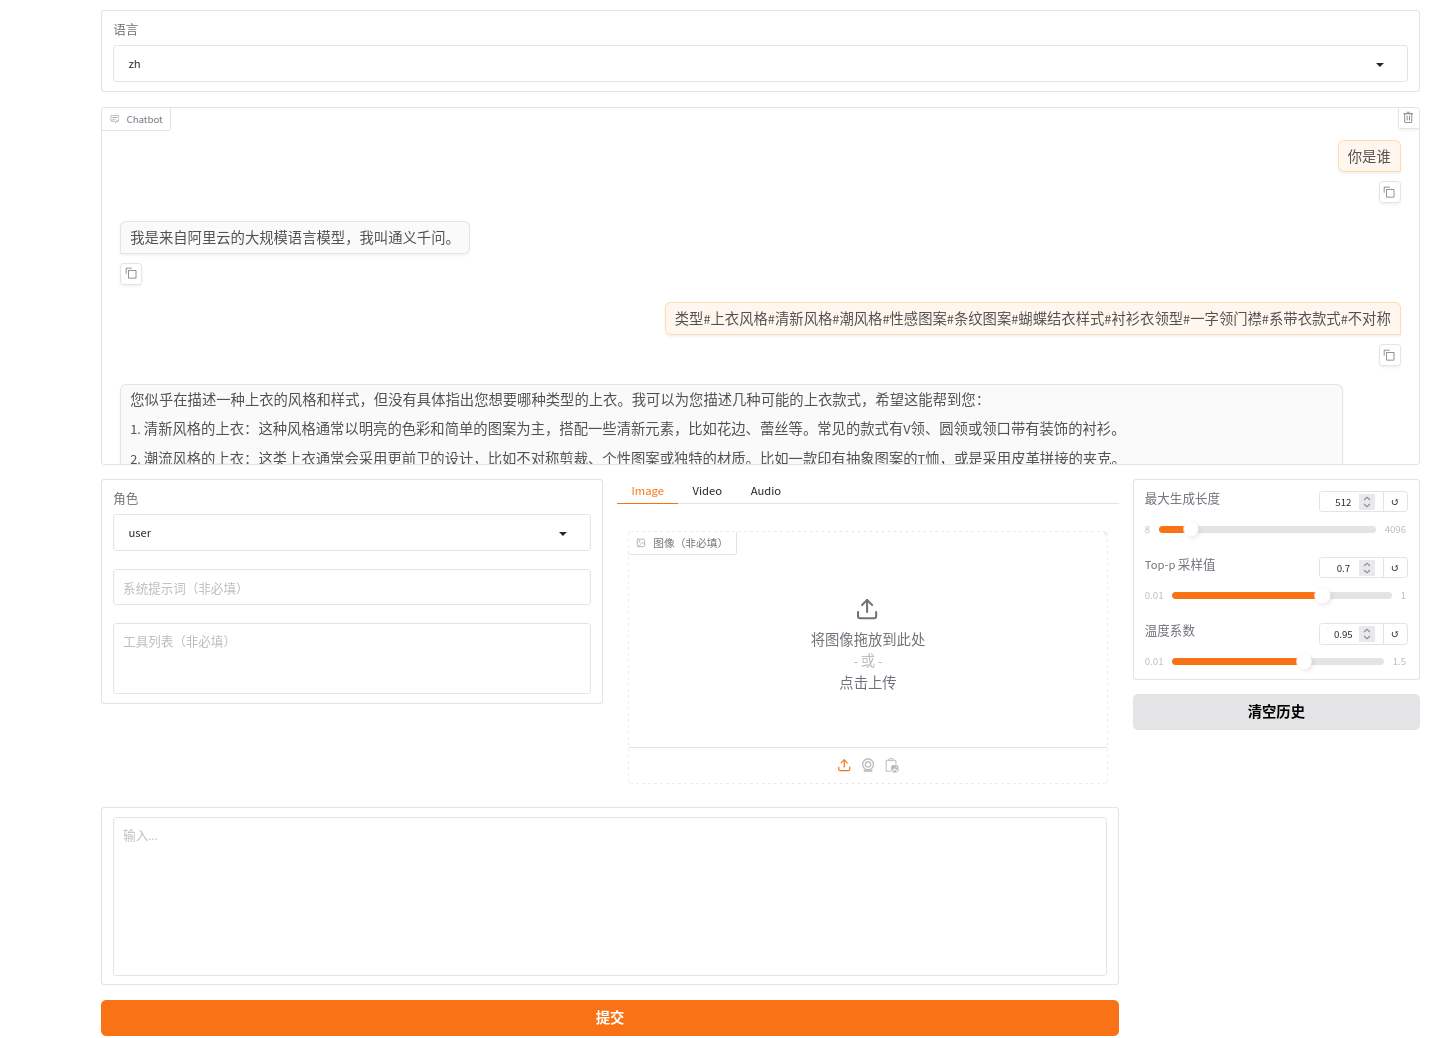 语言
zh
Chatbot
你是谁
我是来自阿里云的大规模语言模型，我叫通义千问。
类型#上衣风格#清新风格#潮风格#性感图案#条纹图案#蝴蝶结衣样式#衬衫衣领型#一字领门襟#系带衣款式#不对称
您似乎在描述一种上衣的风格和样式，但没有具体指出您想要哪种类型的上衣。我可以为您描述几种可能的上衣款式，希望这能帮到您：
1. 清新风格的上衣：这种风格通常以明亮的色彩和简单的图案为主，搭配一些清新元素，比如花边、蕾丝等。常见的款式有V领、圆领或领口带有装饰的衬衫。
2. 潮流风格的上衣：这类上衣通常会采用更前卫的设计，比如不对称剪裁、个性图案或独特的材质。比如一款印有抽象图案的T恤，或是采用皮革拼接的夹克。
角色
user
系统提示词（非必填）
工具列表（非必填）
Image Video Audio
图像（非必填）
将图像拖放到此处
- 或 -
点击上传
最大生成长度
512 ↺
8 4096
Top-p 采样值
0.7 ↺
0.01 1
温度系数
0.95 ↺
0.01 1.5
清空历史
输入...
提交